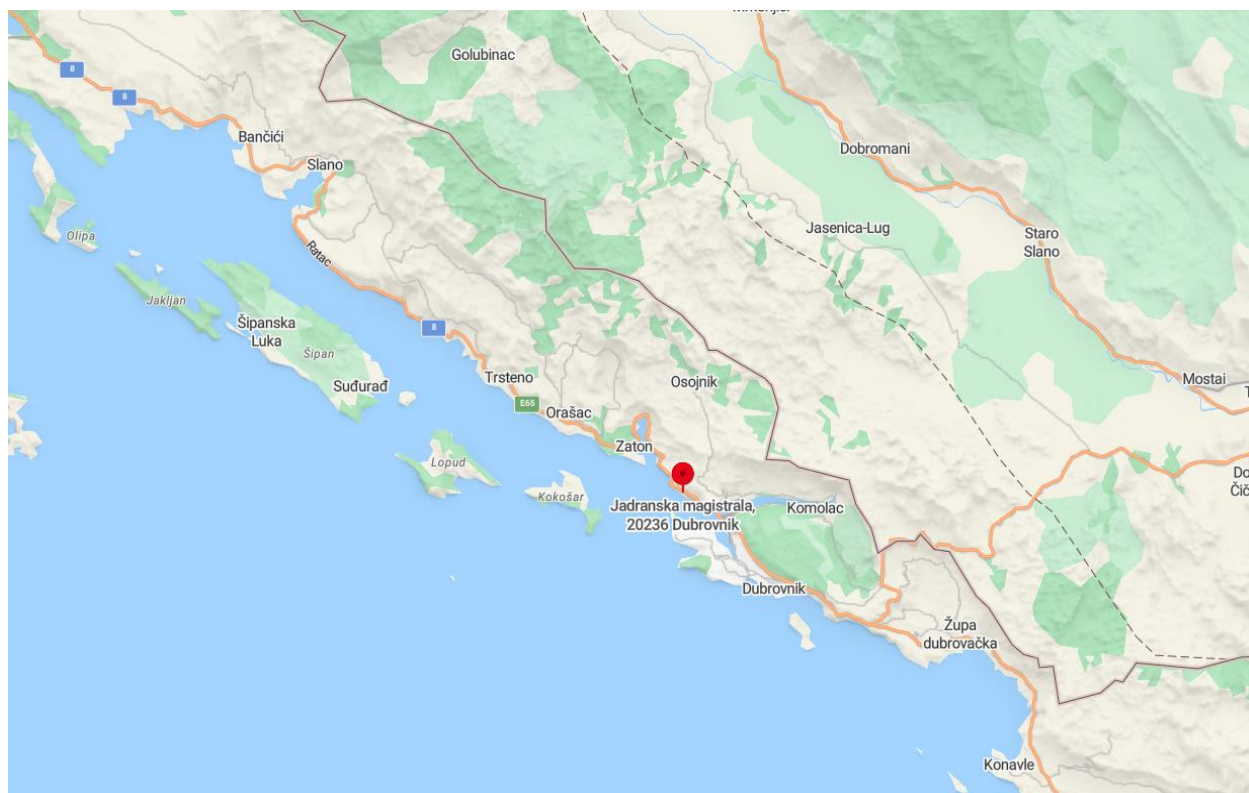 Golubinac
8
8
Bančići
Dobromani
Slano
Jasenica-Lug
Olipa
Staro
Slano
Ratac
Jakljan
Šipanska
Luka
8
Šipan
Trsteno
Osojnik
Mostai
Suđurađ
E65
Orašac
Zaton
Lopud
Kokošar
Jadranska magistrala,
20236 Dubrovnik
Komolac
Dubrovnik
Župa
dubrovačka
Konavle